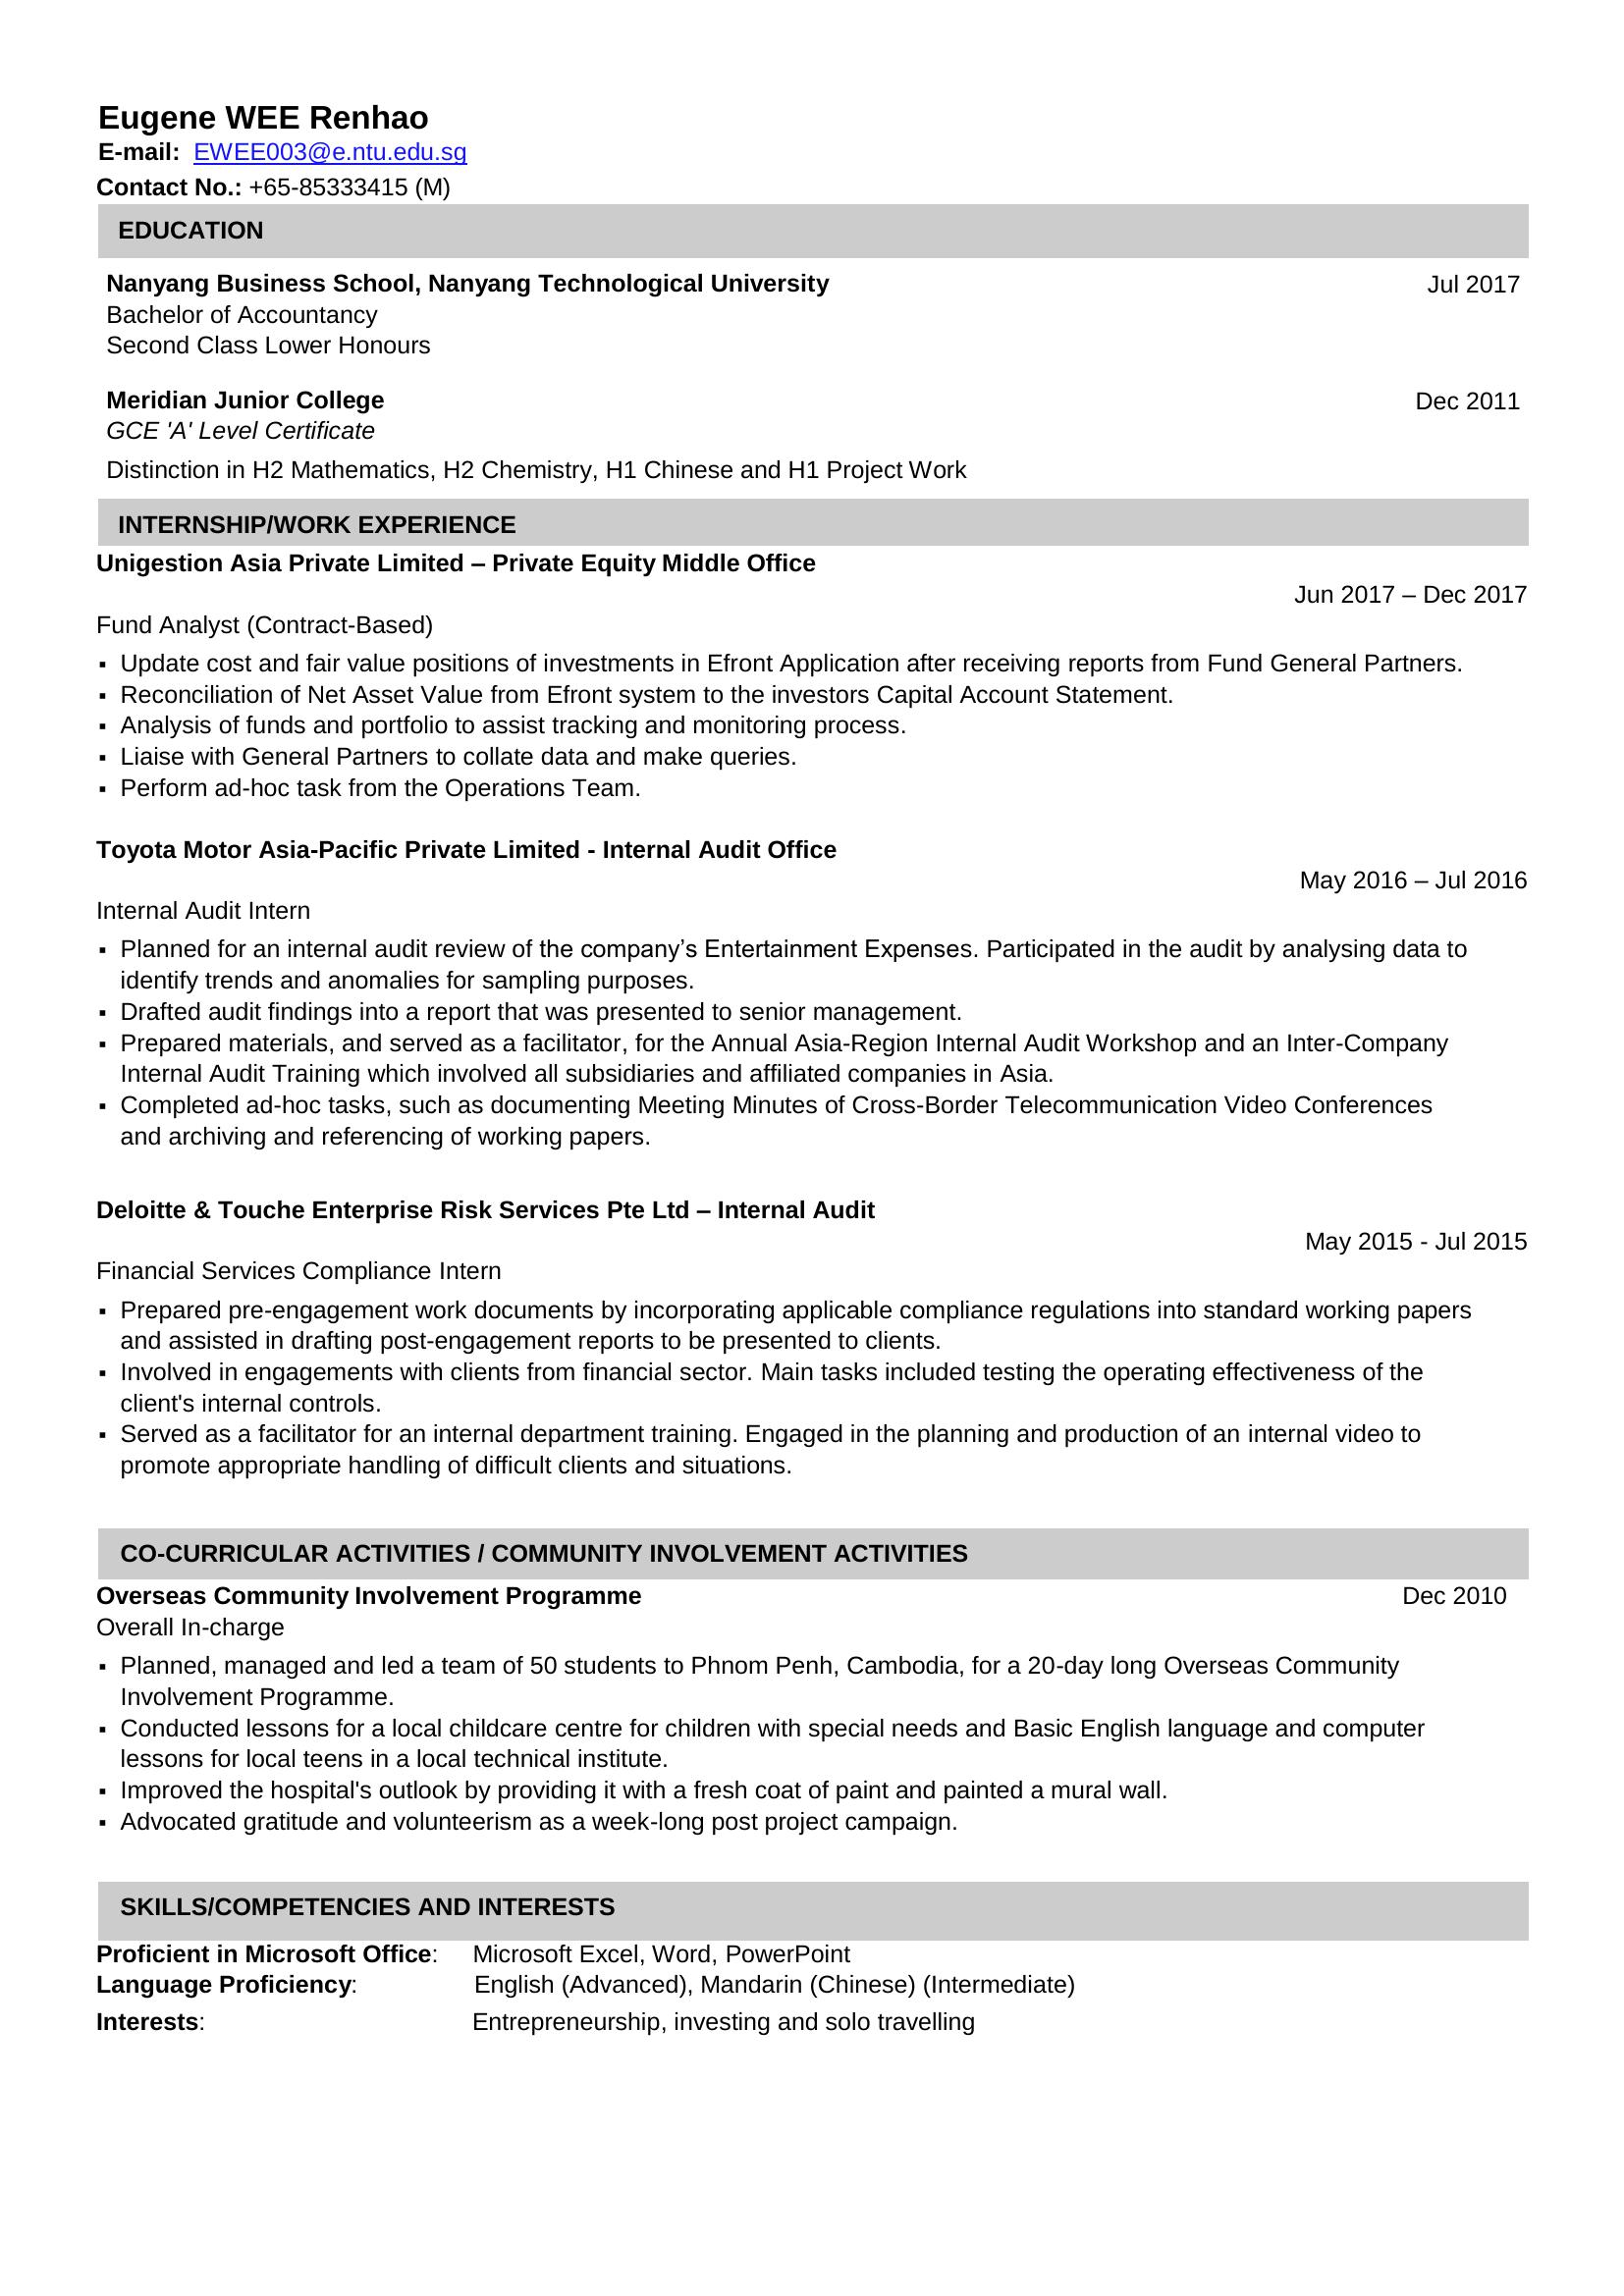 Eugene WEE Renhao
E-mail: EWEE003@e.ntu.edu.sg
Contact No.: +65-85333415 (M)
EDUCATION
Nanyang Business School, Nanyang Technological University Jul 2017
Bachelor of Accountancy
Second Class Lower Honours
Meridian Junior College Dec 2011
GCE 'A' Level Certificate
Distinction in H2 Mathematics, H2 Chemistry, H1 Chinese and H1 Project Work
INTERNSHIP/WORK EXPERIENCE
Unigestion Asia Private Limited – Private Equity Middle Office
Jun 2017 – Dec 2017
Fund Analyst (Contract-Based)
▪ Update cost and fair value positions of investments in Efront Application after receiving reports from Fund General Partners.
▪ Reconciliation of Net Asset Value from Efront system to the investors Capital Account Statement.
▪ Analysis of funds and portfolio to assist tracking and monitoring process.
▪ Liaise with General Partners to collate data and make queries.
▪ Perform ad-hoc task from the Operations Team.
Toyota Motor Asia-Pacific Private Limited - Internal Audit Office
May 2016 – Jul 2016
Internal Audit Intern
▪ Planned for an internal audit review of the company’s Entertainment Expenses. Participated in the audit by analysing data to
identify trends and anomalies for sampling purposes.
▪ Drafted audit findings into a report that was presented to senior management.
▪ Prepared materials, and served as a facilitator, for the Annual Asia-Region Internal Audit Workshop and an Inter-Company
Internal Audit Training which involved all subsidiaries and affiliated companies in Asia.
▪ Completed ad-hoc tasks, such as documenting Meeting Minutes of Cross-Border Telecommunication Video Conferences
and archiving and referencing of working papers.
Deloitte & Touche Enterprise Risk Services Pte Ltd – Internal Audit
May 2015 - Jul 2015
Financial Services Compliance Intern
▪ Prepared pre-engagement work documents by incorporating applicable compliance regulations into standard working papers
and assisted in drafting post-engagement reports to be presented to clients.
▪ Involved in engagements with clients from financial sector. Main tasks included testing the operating effectiveness of the
client's internal controls.
▪ Served as a facilitator for an internal department training. Engaged in the planning and production of an internal video to
promote appropriate handling of difficult clients and situations.
CO-CURRICULAR ACTIVITIES / COMMUNITY INVOLVEMENT ACTIVITIES
Overseas Community Involvement Programme Dec 2010
Overall In-charge
▪ Planned, managed and led a team of 50 students to Phnom Penh, Cambodia, for a 20-day long Overseas Community
Involvement Programme.
▪ Conducted lessons for a local childcare centre for children with special needs and Basic English language and computer
lessons for local teens in a local technical institute.
▪ Improved the hospital's outlook by providing it with a fresh coat of paint and painted a mural wall.
▪ Advocated gratitude and volunteerism as a week-long post project campaign.
SKILLS/COMPETENCIES AND INTERESTS
Proficient in Microsoft Office: Microsoft Excel, Word, PowerPoint
Language Proficiency: English (Advanced), Mandarin (Chinese) (Intermediate)
Interests: Entrepreneurship, investing and solo travelling